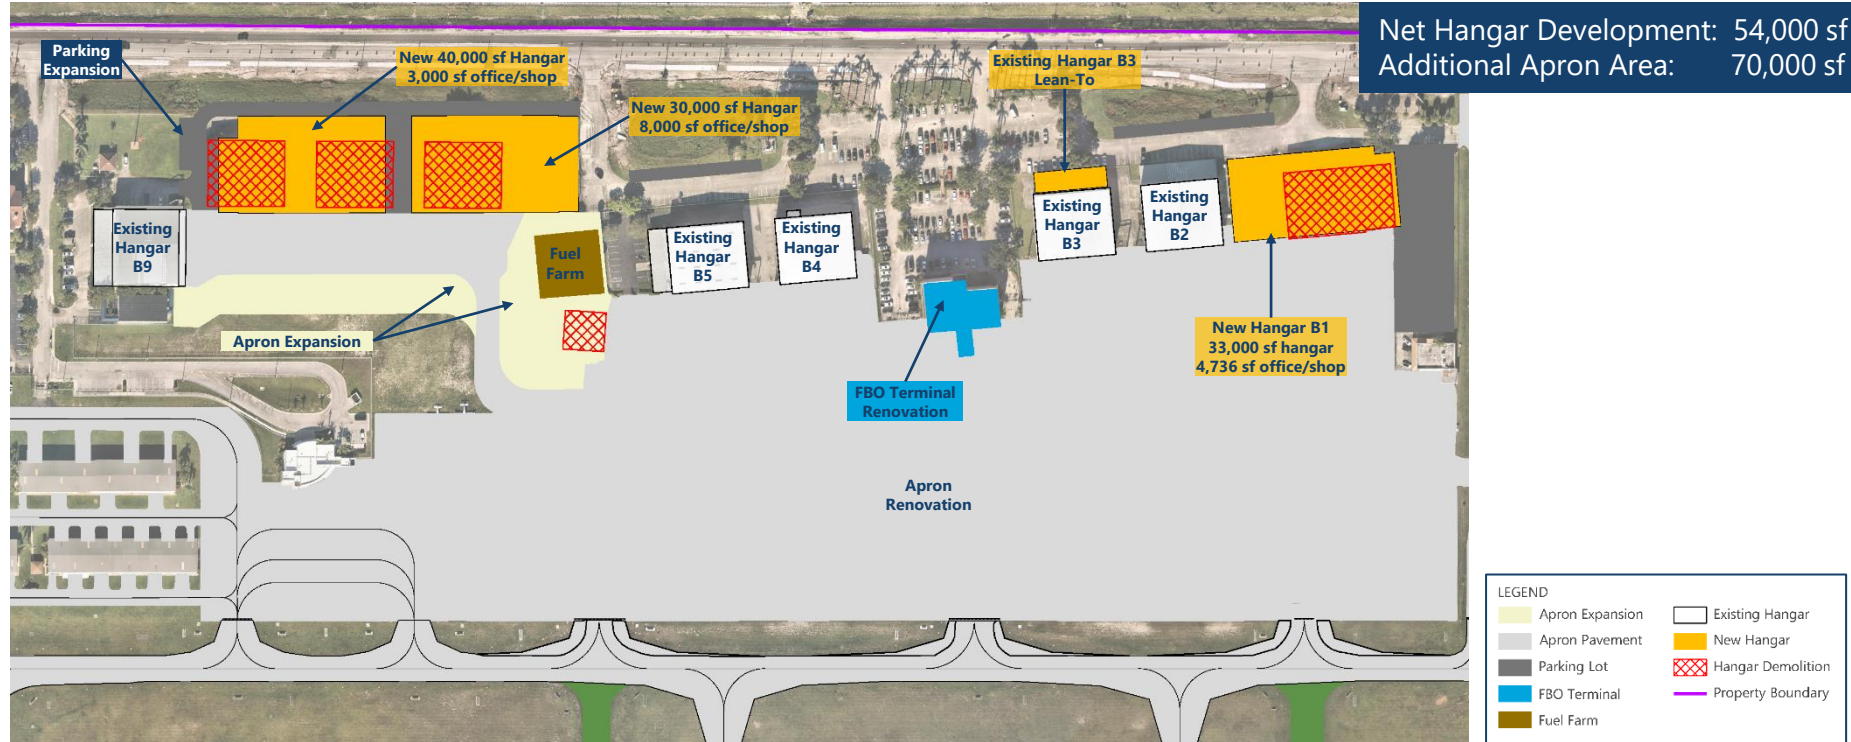 Net Hangar Development: 54,000 sf
Additional Apron Area: 70,000 sf
Parking
Expansion
New 40,000 sf Hangar
3,000 sf office/shop
New 30,000 sf Hangar
8,000 sf office/shop
Existing Hangar B3
Lean-To
Existing
Hangar
B9
Fuel
Farm
Existing
Hangar
B5
Existing
Hangar
B4
Existing
Hangar
B3
Existing
Hangar
B2
Apron Expansion
New Hangar B1
33,000 sf hangar
4,736 sf office/shop
FBO Terminal
Renovation
Apron
Renovation
LEGEND
Apron Expansion
Apron Pavement
Parking Lot
FBO Terminal
Fuel Farm
Existing Hangar
New Hangar
Hangar Demolition
Property Boundary